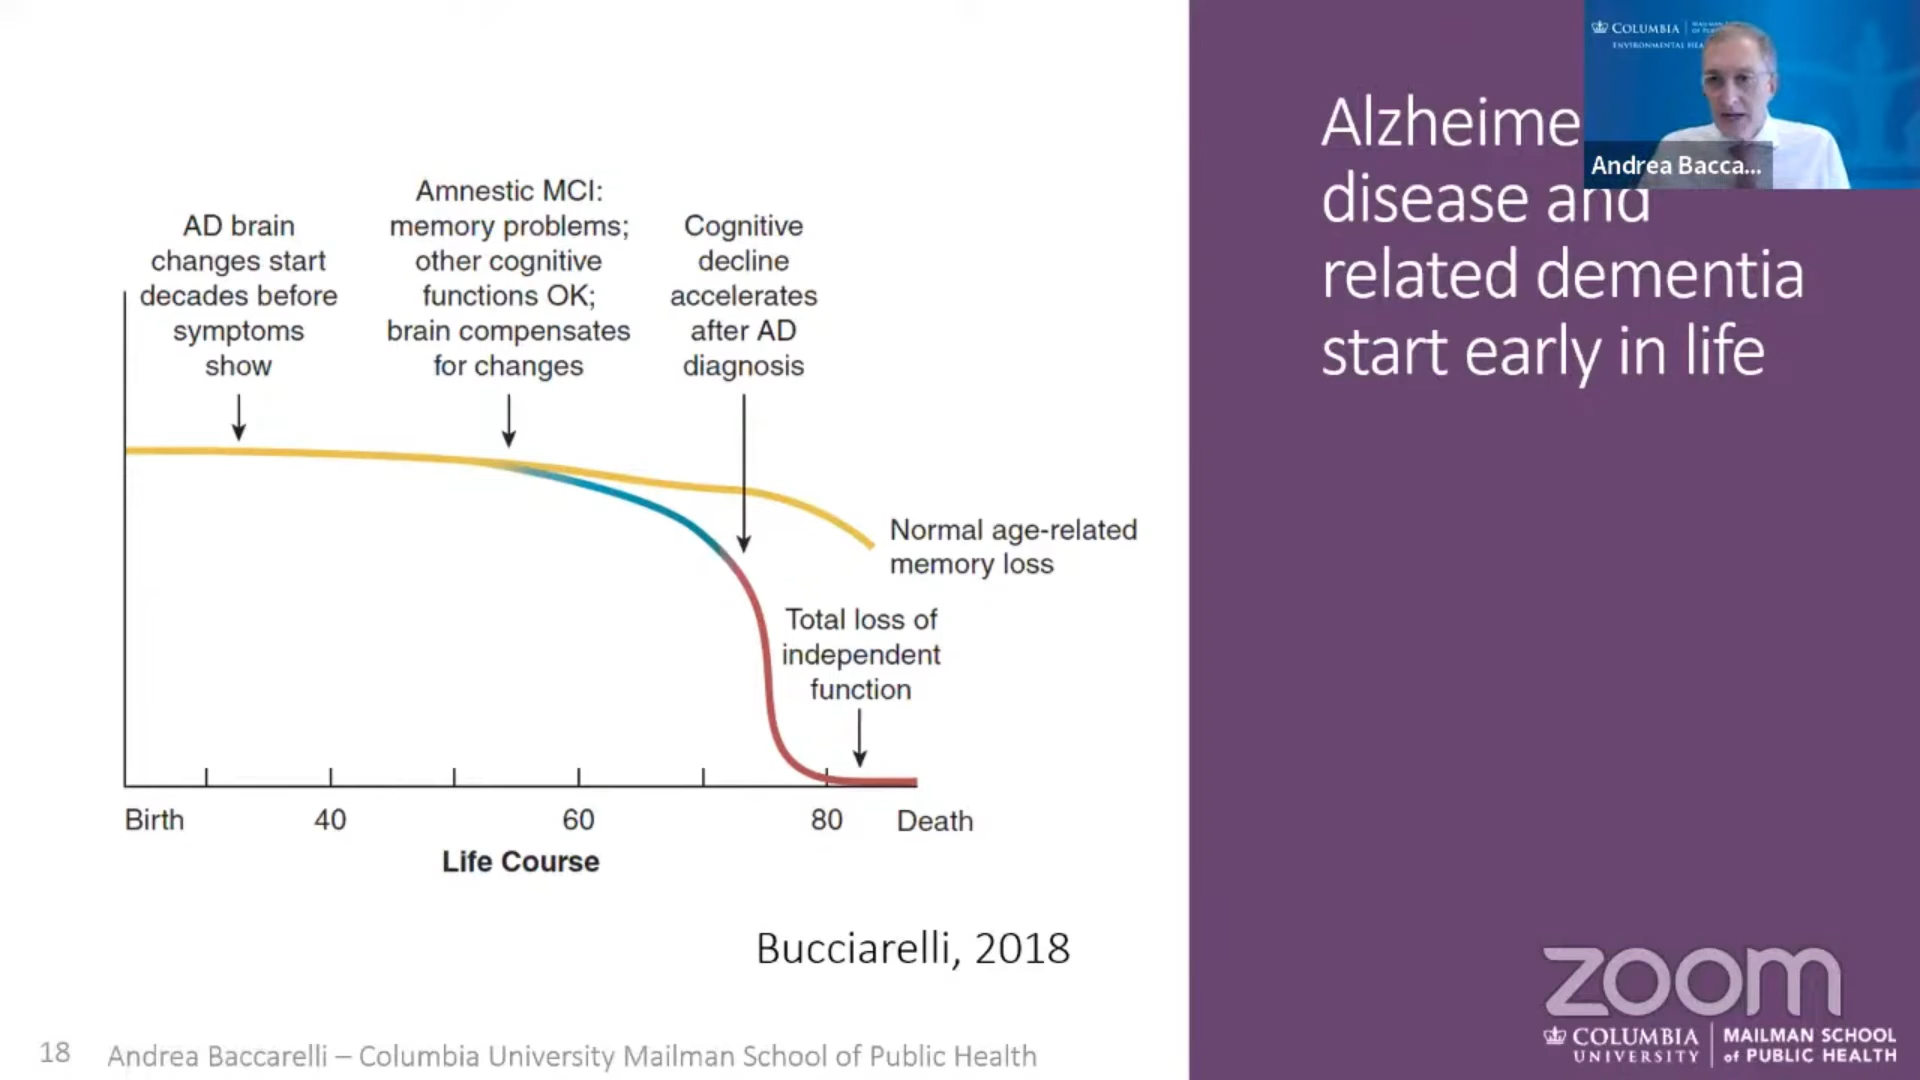 AD brain
changes start
decades before
symptoms
show
Amnestic MCI:
memory problems;
other cognitive
functions OK;
brain compensates
for changes
Cognitive
decline
accelerates
after AD
diagnosis
Normal age-related
memory loss
Total loss of
independent
function
Birth 40 60 80 Death
Life Course
Bucciarelli, 2018
18 Andrea Baccarelli – Columbia University Mailman School of Public Health
COLUMBIA
Andrea Bacca...
Alzheime
disease and
related dementia
start early in life
zoom
COLUMBIA UNIVERSITY
MAILMAN SCHOOL
of PUBLIC HEALTH